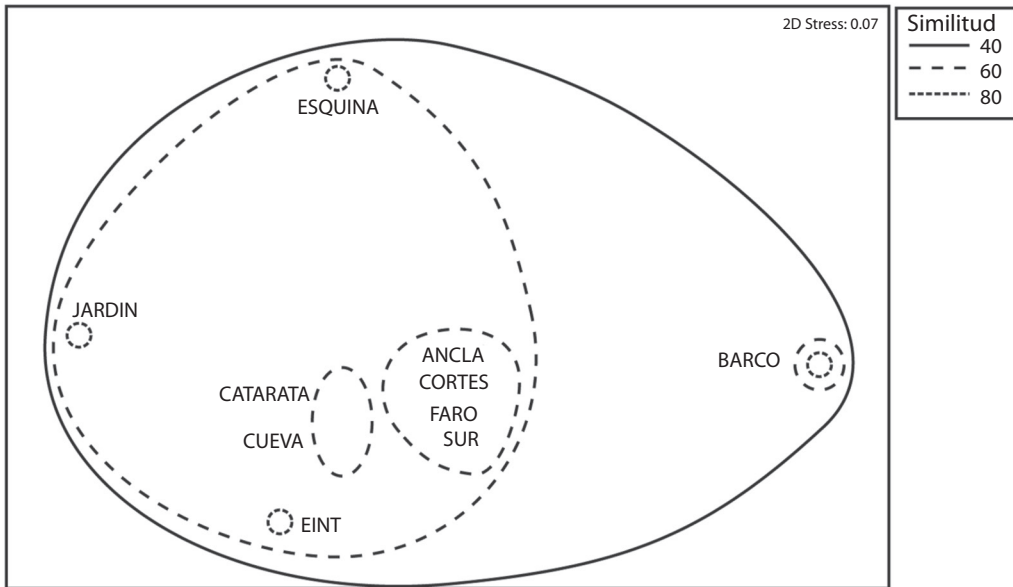 2D Stress: 0.07
Similitud
40
60
80
ESQUINA
JARDIN
ANCLA
CORTES
FARO
SUR
BARCO
CATARATA
CUEVA
EINT